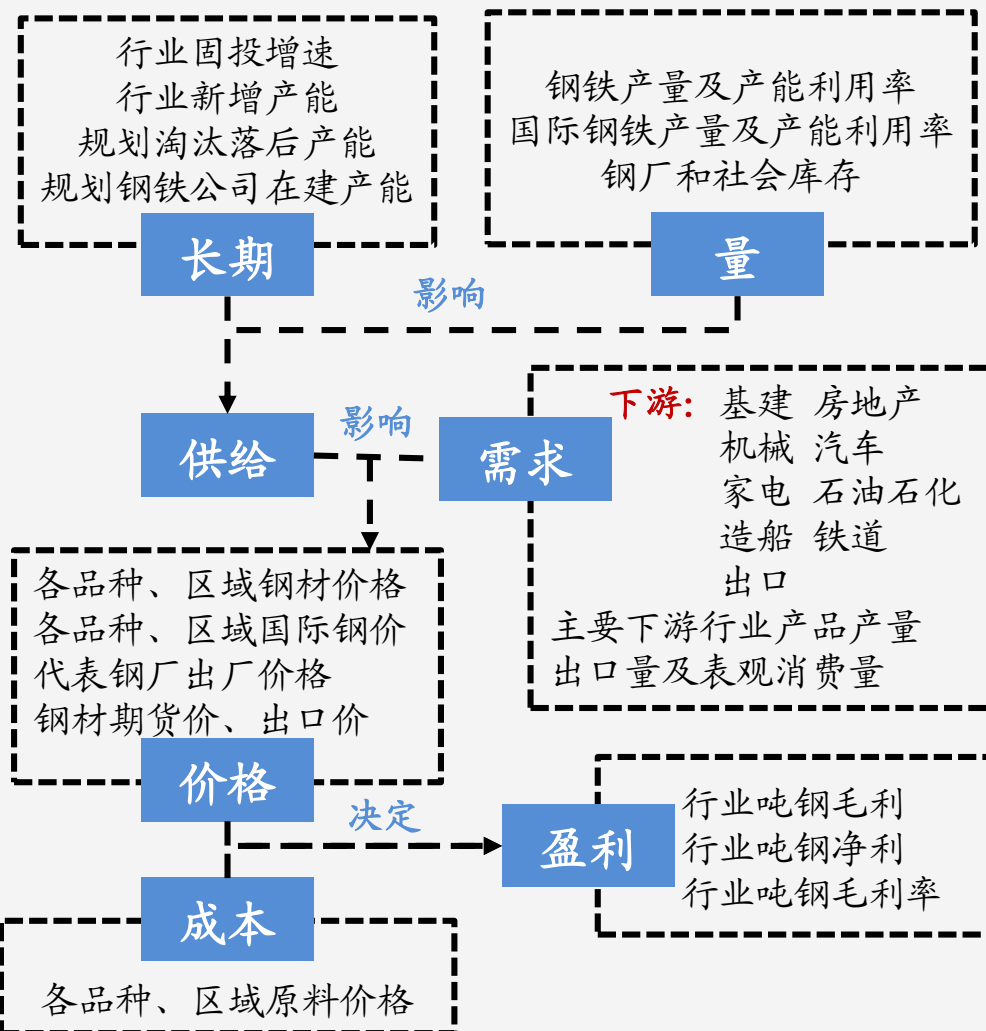 行业固投增速
行业新增产能
规划淘汰落后产能
规划钢铁公司在建产能
长期
钢铁产量及产能利用率
国际钢铁产量及产能利用率
钢厂和社会库存
量
影响
供给
影响
需求
下游: 基建 房地产
机械 汽车
家电 石油石化
造船 铁道
出口
主要下游行业产品产量
出口量及表观消费量
各品种、区域钢材价格
各品种、区域国际钢价
代表钢厂出厂价格
钢材期货价、出口价
价格
决定
盈利
行业吨钢毛利
行业吨钢净利
行业吨钢毛利率
成本
各品种、区域原料价格